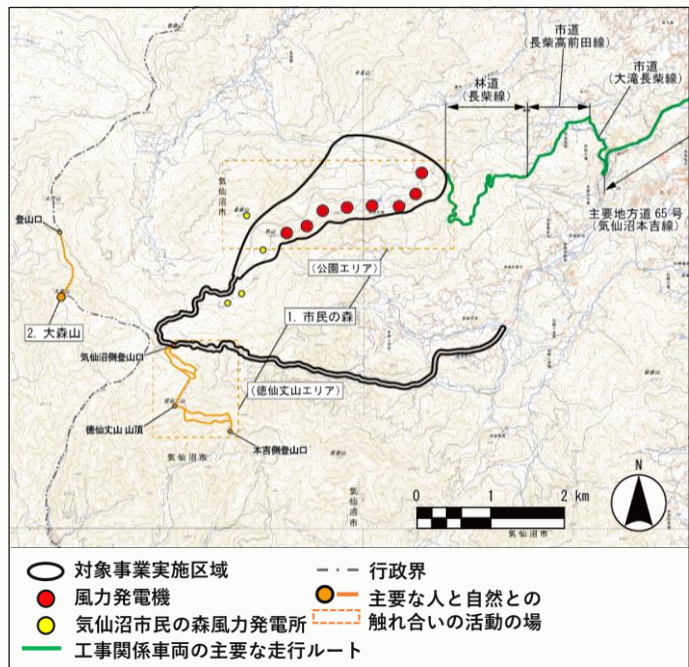 市道
(長柴高前田線)
市道
(大滝長柴線)
林道
(長柴線)
気仙沼市
登山口
主要地方道 65 号
(気仙沼本吉線)
(公園エリア)
1. 市民の森
2. 大森山
気仙沼側登山口
(徳仙丈山エリア)
徳仙丈山 山頂
本吉側登山口
気仙沼市
気仙沼市
N
0 1 2 km
気仙沼市
対象事業実施区域
風力発電機
気仙沼市民の森風力発電所
工事関係車両の主要な走行ルート
行政界
主要な人と自然との
触れ合いの活動の場